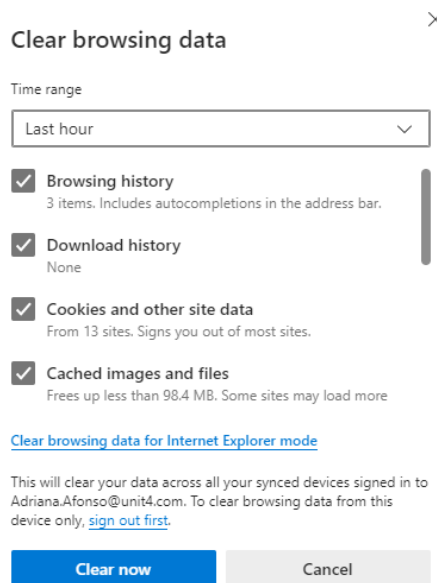 Clear browsing data
Time range
Last hour
Browsing history
3 items. Includes autocompletions in the address bar.
Download history
None
Cookies and other site data
From 13 sites. Signs you out of most sites.
Cached images and files
Frees up less than 98.4 MB. Some sites may load more
Clear browsing data for Internet Explorer mode
This will clear your data across all your synced devices signed in to
Adriana.Afonso@unit4.com. To clear browsing data from this
device only, sign out first.
Clear now
Cancel